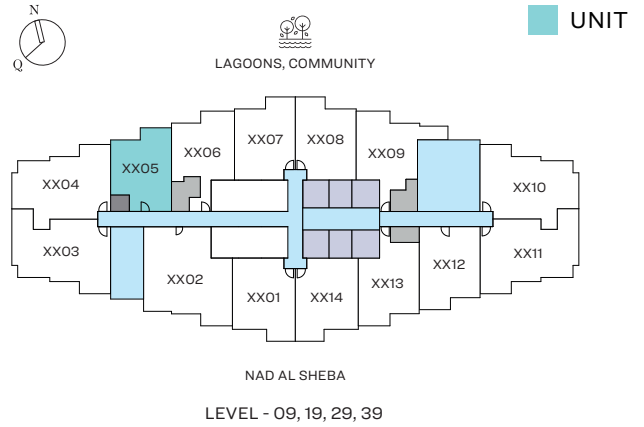 N
Q
UNIT
LAGOONS, COMMUNITY
XX07 XX08
XX06 XX09
XX05
XX04 XX10
XX03 XX11
XX02 XX12
XX01 XX14 XX13
NAD AL SHEBA
LEVEL - 09, 19, 29, 39